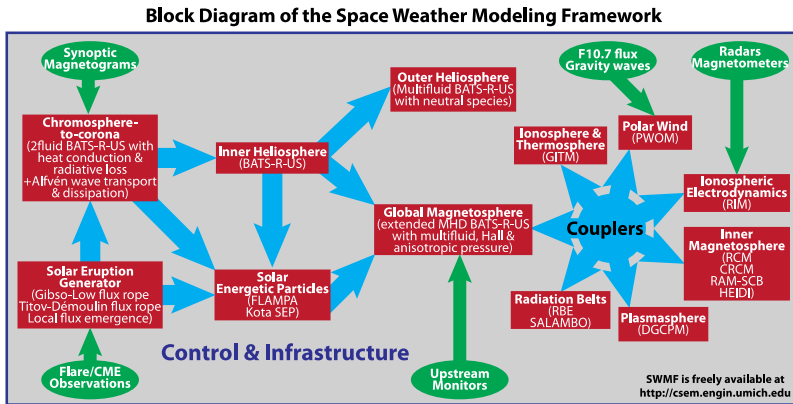 Block Diagram of the Space Weather Modeling Framework
Synoptic
Magnetograms
F10.7 flux
Gravity waves
Radars
Magnetometers
Outer Heliosphere
(Multifluid BATS-R-US
with neutral species)
Chromosphere-
to-corona
(2fluid BATS-R-US with
heat conduction &
radiative loss
+Alfvén wave transport
& dissipation)
Inner Heliosphere
(BATS-R-US)
Ionosphere &
Thermosphere
(GITM)
Polar Wind
(PWOM)
Ionospheric
Electrodynamics
(RIM)
Global Magnetosphere
(extended MHD BATS-R-US
with multifluid, Hall &
anisotropic pressure)
Couplers
Inner
Magnetosphere
(RCM
CRCM
RAM-SCB
HEIDI)
Solar Eruption
Generator
(Gibso-Low flux rope
Titov-Démoulin flux rope
Local flux emergence)
Solar
Energetic Particles
(FLAMPA
Kota SEP)
Radiation Belts
(RBE
SALAMBO)
Plasmasphere
(DGCPM)
Control & Infrastructure
Flare/CME
Observations
Upstream
Monitors
SWMF is freely available at
http://csem.engin.umich.edu